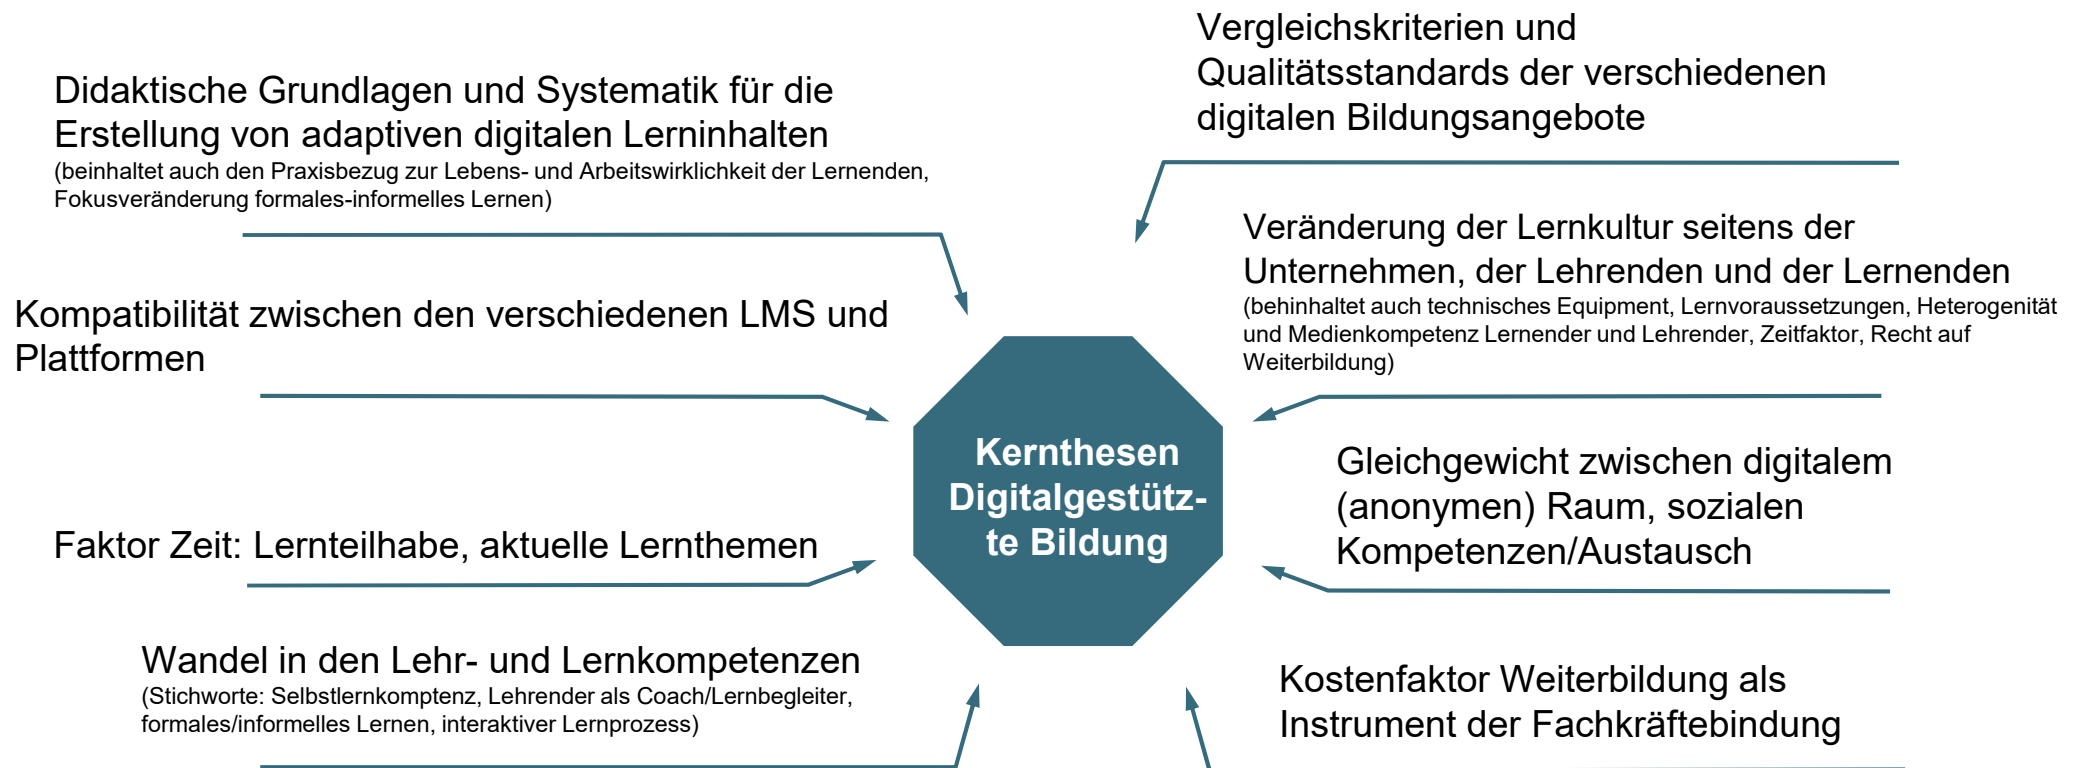 Didaktische Grundlagen und Systematik für die
Erstellung von adaptiven digitalen Lerninhalten
(beinhaltet auch den Praxisbezug zur Lebens- und Arbeitswirklichkeit der Lernenden,
Fokusveränderung formales-informelles Lernen)
Kompatibilität zwischen den verschiedenen LMS und
Plattformen
Faktor Zeit: Lernteilhabe, aktuelle Lernthemen
Wandel in den Lehr- und Lernkompetenzen
(Stichworte: Selbstlernkomptenz, Lehrender als Coach/Lernbegleiter,
formales/informelles Lernen, interaktiver Lernprozess)
Kernthesen
Digitalgestütz-
te Bildung
Vergleichskriterien und
Qualitätsstandards der verschiedenen
digitalen Bildungsangebote
Veränderung der Lernkultur seitens der
Unternehmen, der Lehrenden und der Lernenden
(behinhaltet auch technisches Equipment, Lernvoraussetzungen, Heterogenität
und Medienkompetenz Lernender und Lehrender, Zeitfaktor, Recht auf
Weiterbildung)
Gleichgewicht zwischen digitalem
(anonymen) Raum, sozialen
Kompetenzen/Austausch
Kostenfaktor Weiterbildung als
Instrument der Fachkräftebindung